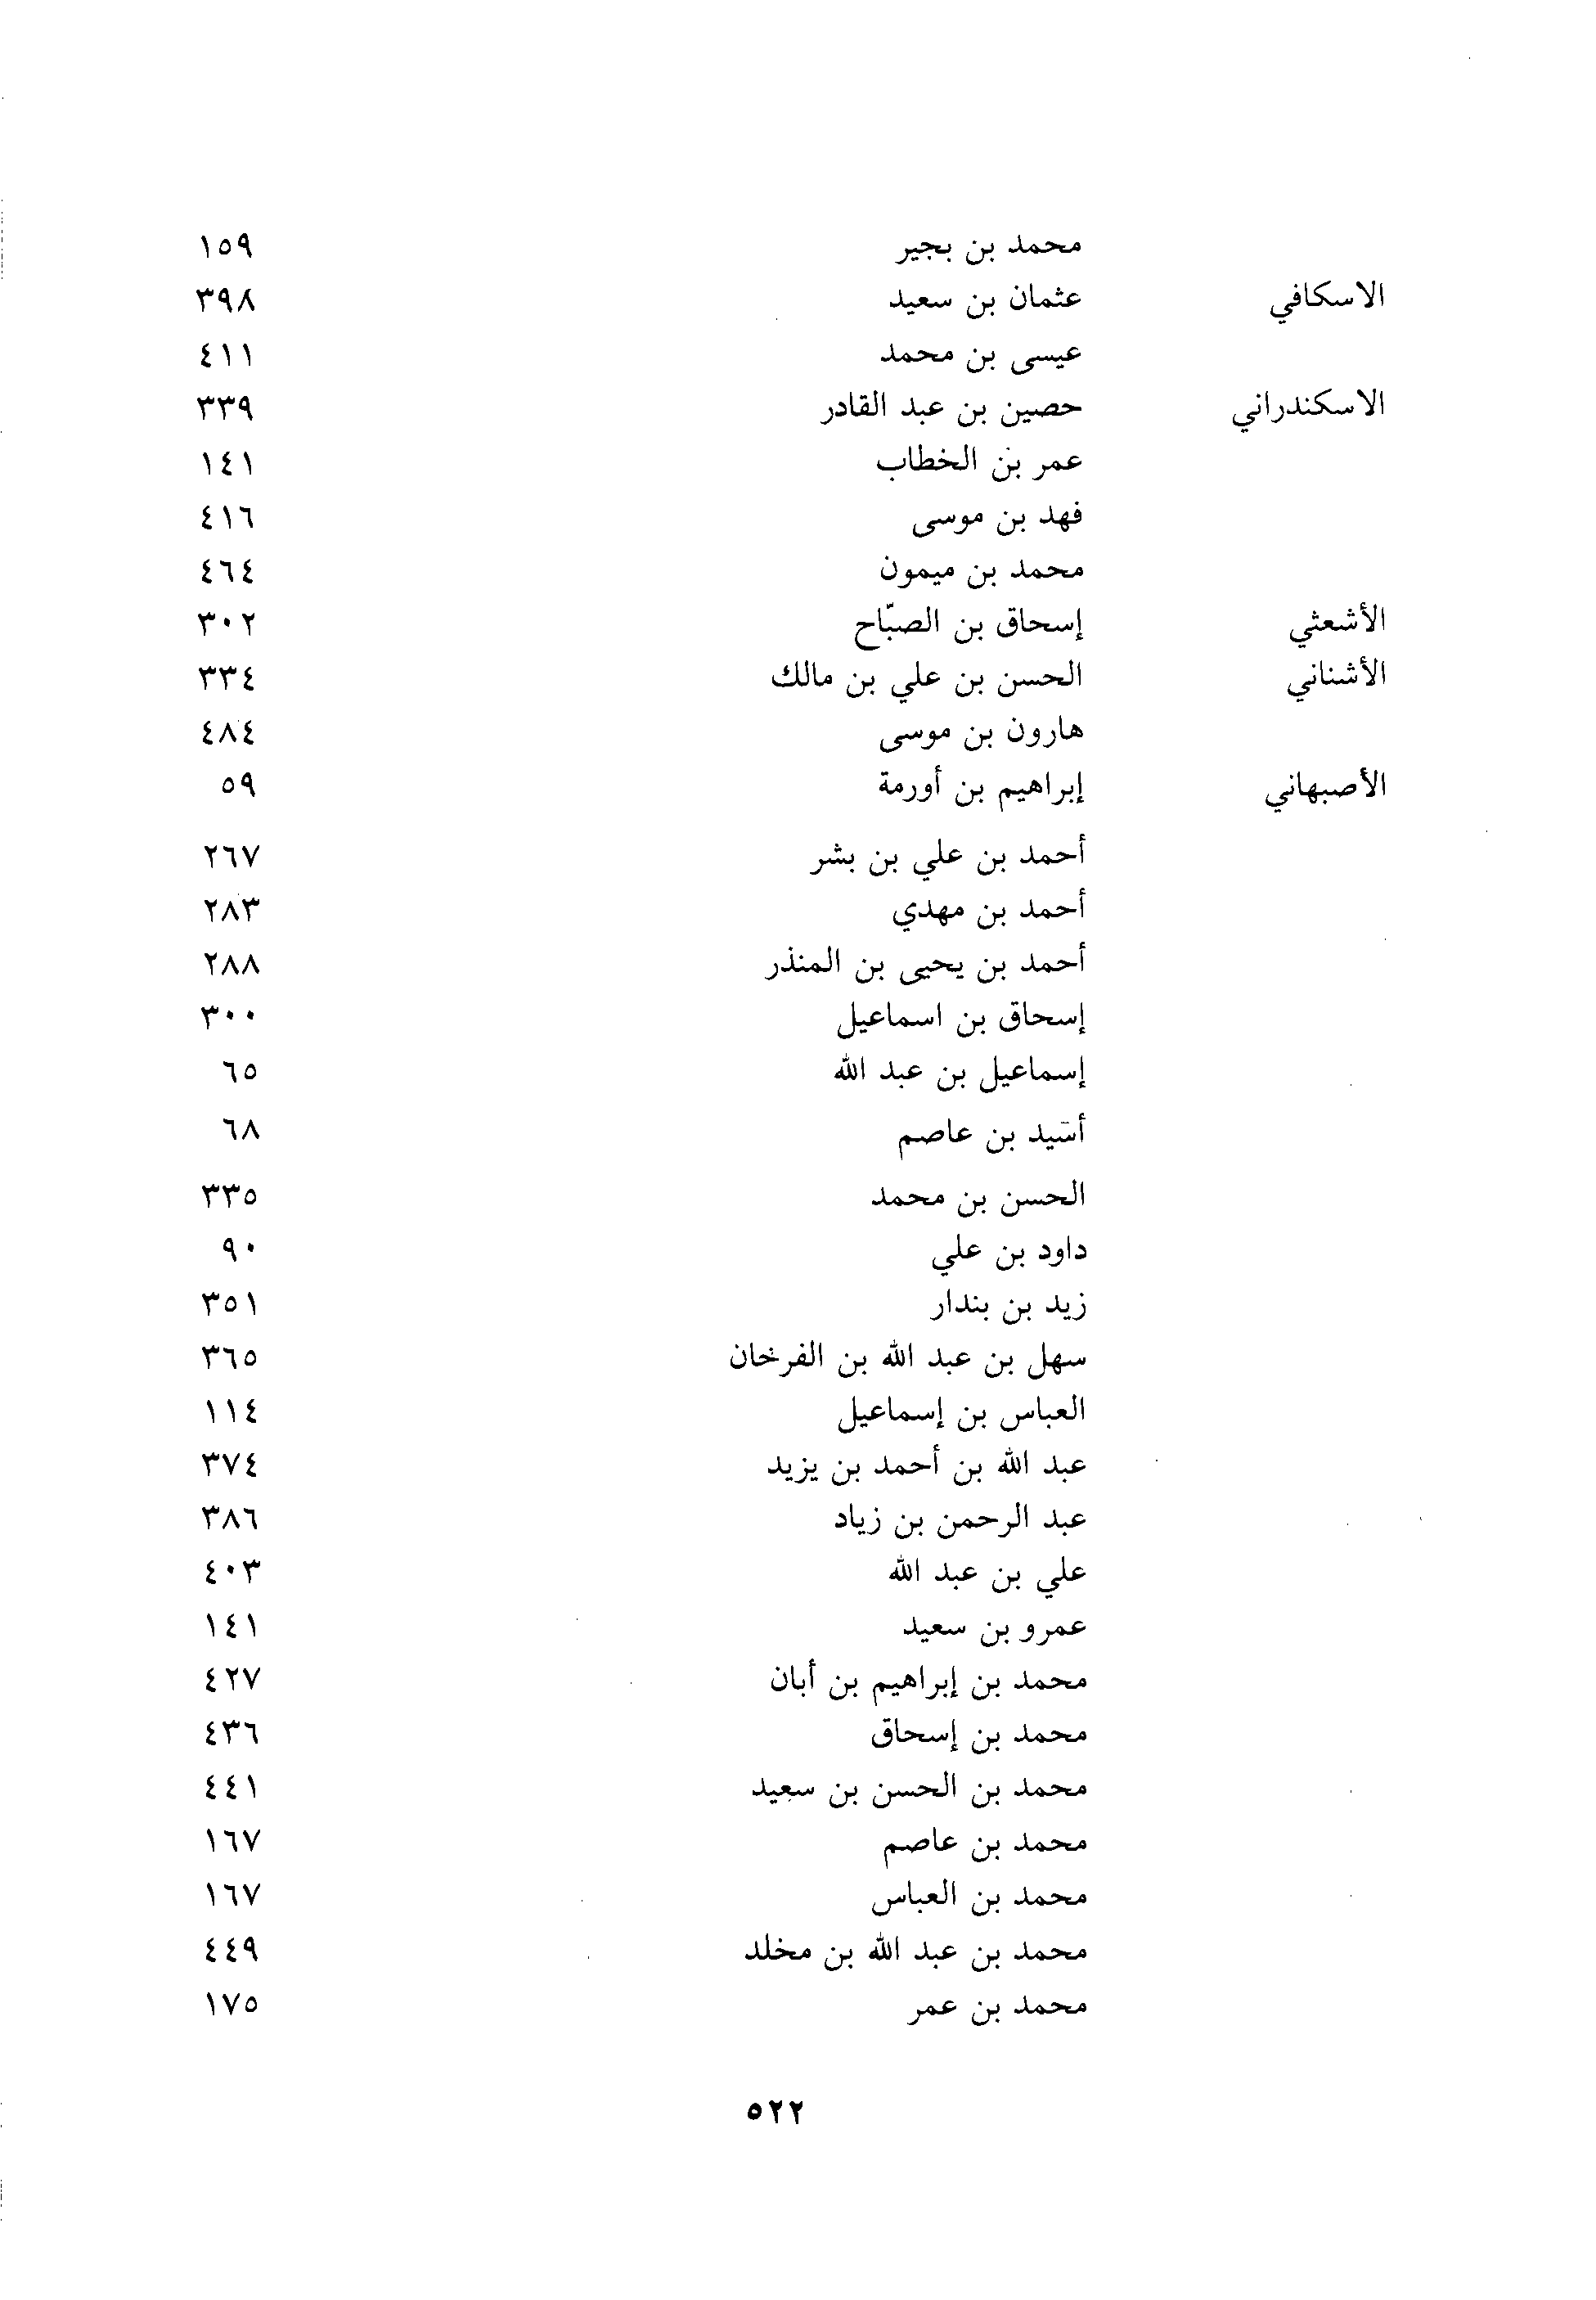 محمد بن بجير ١٥٩
الاسكافي عثمان بن سعيد ٣٩٨
عيسى بن محمد ٤١١
الاسكندراني حصين بن عبد القادر ٣٣٩
عمر بن الخطاب ١٤١
فهد بن موسى ٤١٦
محمد بن ميمون ٤٦٤
الأشعثي إسحاق بن الصبّاح ٣٠٢
الأشناني الحسن بن علي بن مالك ٣٣٤
هارون بن موسى ٤٨٤
الأصبهاني إبراهيم بن أورمة ٥٩
أحمد بن علي بن بشر ٢٦٧
أحمد بن مهدي ٢٨٣
أحمد بن يحيى بن المنذر ٢٨٨
إسحاق بن اسماعيل ٣٠٠
إسماعيل بن عبد الله ٦٥
أسَيد بن عاصم ٦٨
الحسن بن محمد ٣٣٥
داود بن علي ٩٠
زيد بن بندار ٣٥١
سهل بن عبد الله بن الفرخان ٣٦٥
العباس بن إسماعيل ١١٤
عبد الله بن أحمد بن يزيد ٣٧٤
عبد الرحمن بن زياد ٣٨٦
علي بن عبد الله ٤٠٣
عمرو بن سعيد ١٤١
محمد بن إبراهيم بن أبان ٤٢٧
محمد بن إسحاق ٤٣٦
محمد بن الحسن بن سعيد ٤٤١
محمد بن عاصم ١٦٧
محمد بن العباس ١٦٧
محمد بن عبد الله بن مخلد ٤٤٩
محمد بن عمر ١٧٥
٥٢٢